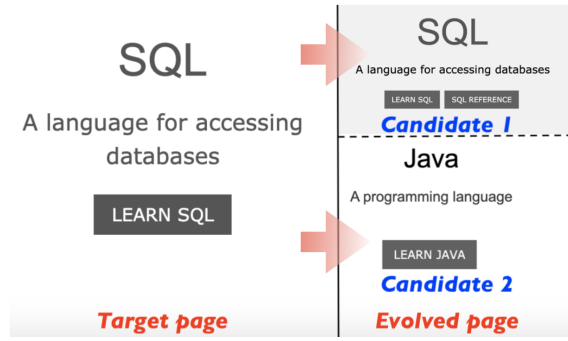 SQL
A language for accessing
databases
LEARN SQL
Target page
SQL
A language for accessing databases
LEARN SQL SQL REFERENCE
Candidate 1
Java
A programming language
LEARN JAVA
Candidate 2
Evolved page